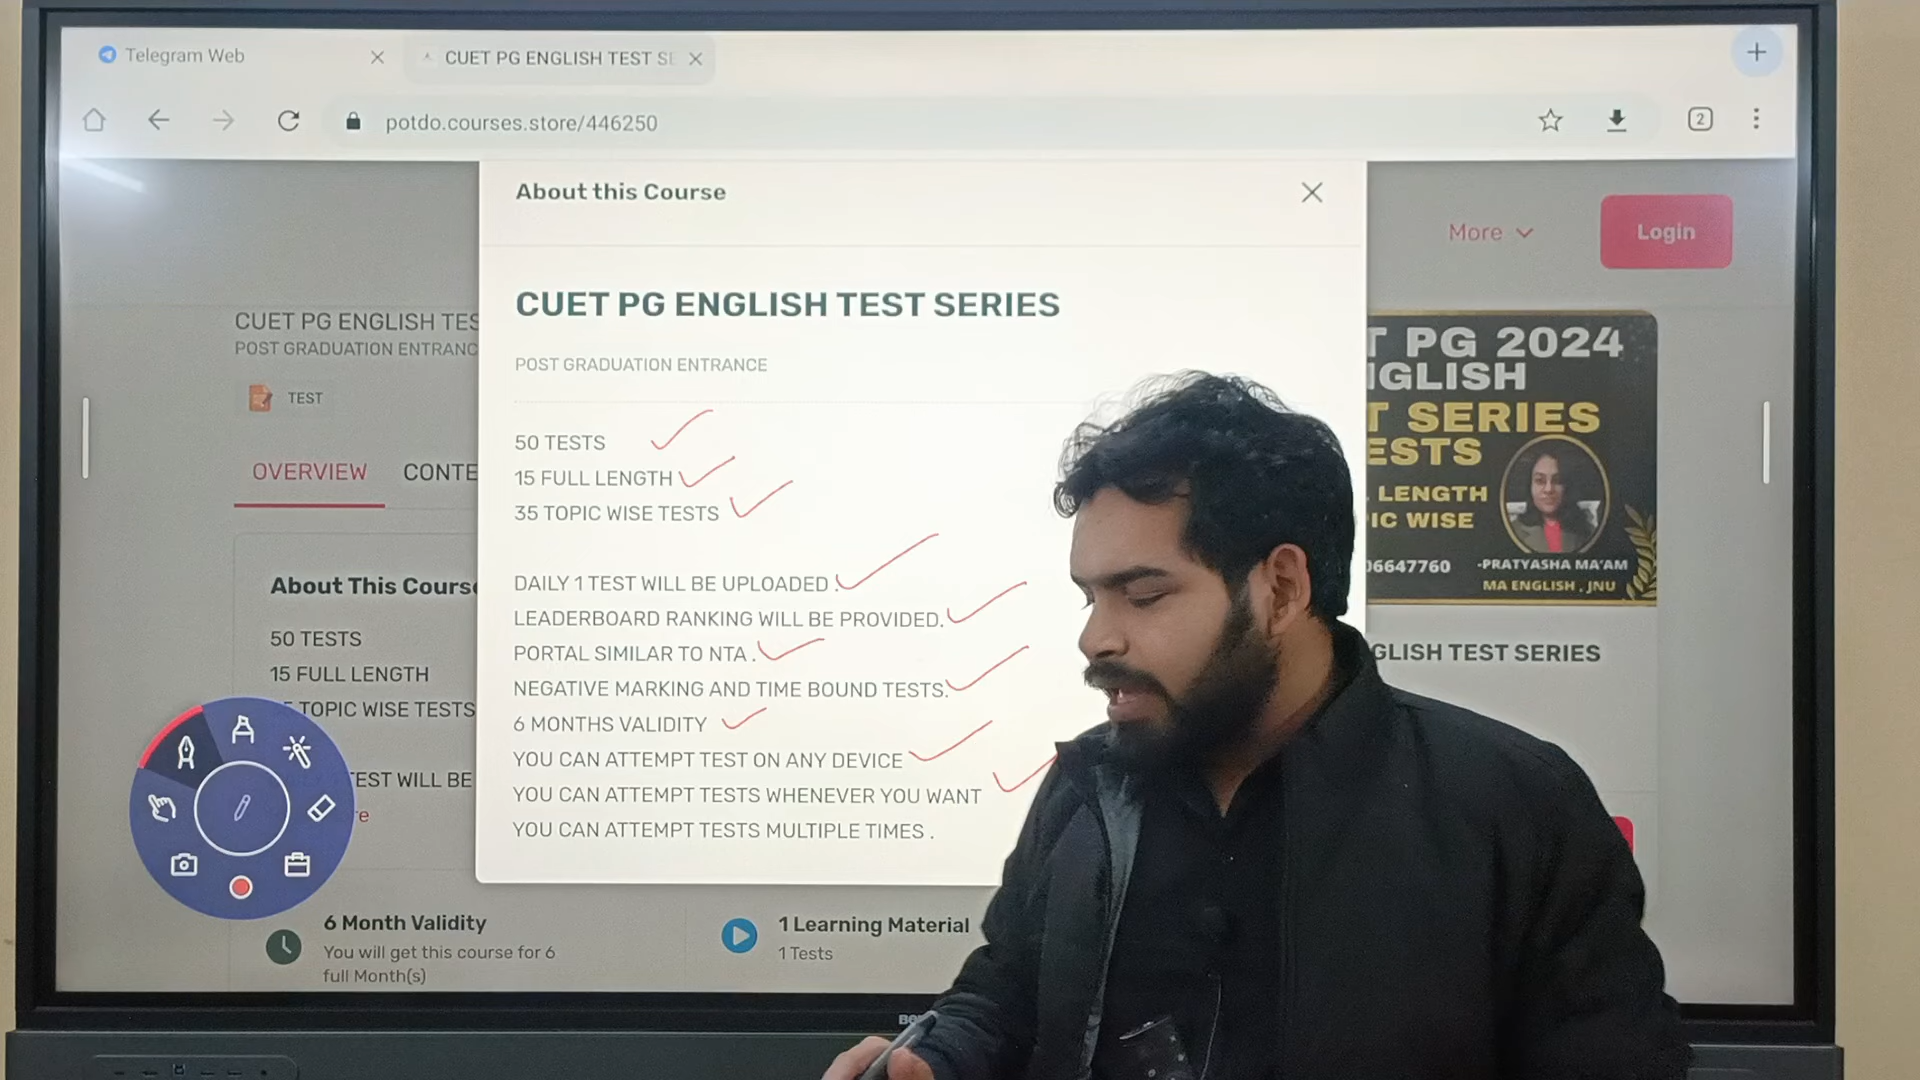 Telegram Web
CUET PG ENGLISH TEST SE
potdo.courses.store/446250
2
About this Course
More
Login
CUET PG ENGLISH TEST SERIES
POST GRADUATION ENTRANCE
50 TESTS
15 FULL LENGTH
35 TOPIC WISE TESTS
DAILY 1 TEST WILL BE UPLOADED .
LEADERBOARD RANKING WILL BE PROVIDED.
PORTAL SIMILAR TO NTA .
NEGATIVE MARKING AND TIME BOUND TESTS.
6 MONTHS VALIDITY
YOU CAN ATTEMPT TEST ON ANY DEVICE
YOU CAN ATTEMPT TESTS WHENEVER YOU WANT
YOU CAN ATTEMPT TESTS MULTIPLE TIMES .
CUET PG ENGLISH TES
POST GRADUATION ENTRANC
TEST
OVERVIEW CONTE
About This Course
50 TESTS
15 FULL LENGTH
TOPIC WISE TESTS
TEST WILL BE
6 Month Validity
You will get this course for 6
full Month(s)
1 Learning Material
1 Tests
T PG 2024
GLISH
T SERIES
ESTS
LENGTH
IC WISE
06647760
-PRATYASHA MA'AM
MA ENGLISH , JNU
GLISH TEST SERIES